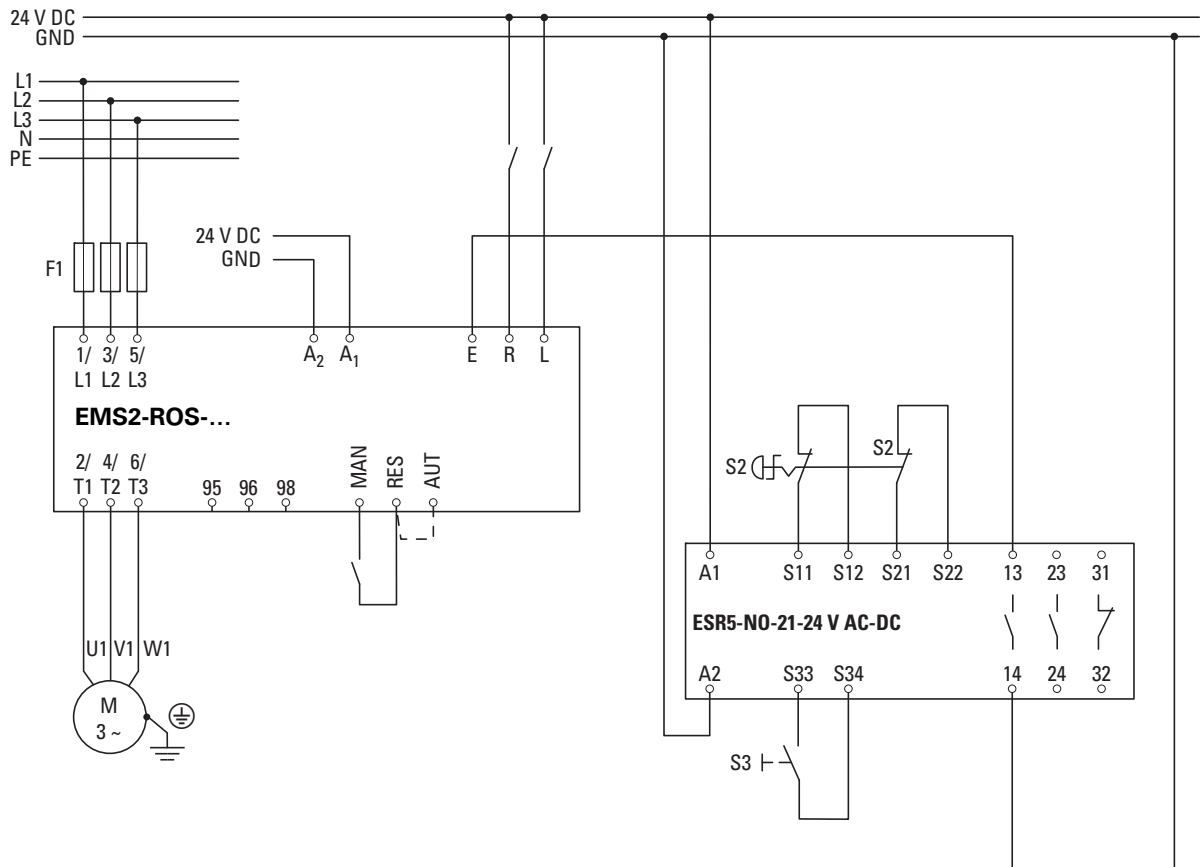 24 V DC
GND
L1
L2
L3
N
PE
F1
24 V DC
GND
1/ 3/ 5/
L1 L2 L3
A2 A1 E R L
EMS2-ROS-…
2/ 4/ 6/
T1 T2 T3
95 96 98
MAN RES AUT
U1 V1 W1
M
3 ~
S2 S2
A1 S11 S12 S21 S22 13 23 31
ESR5-NO-21-24 V AC-DC
A2 S33 S34 14 24 32
S3